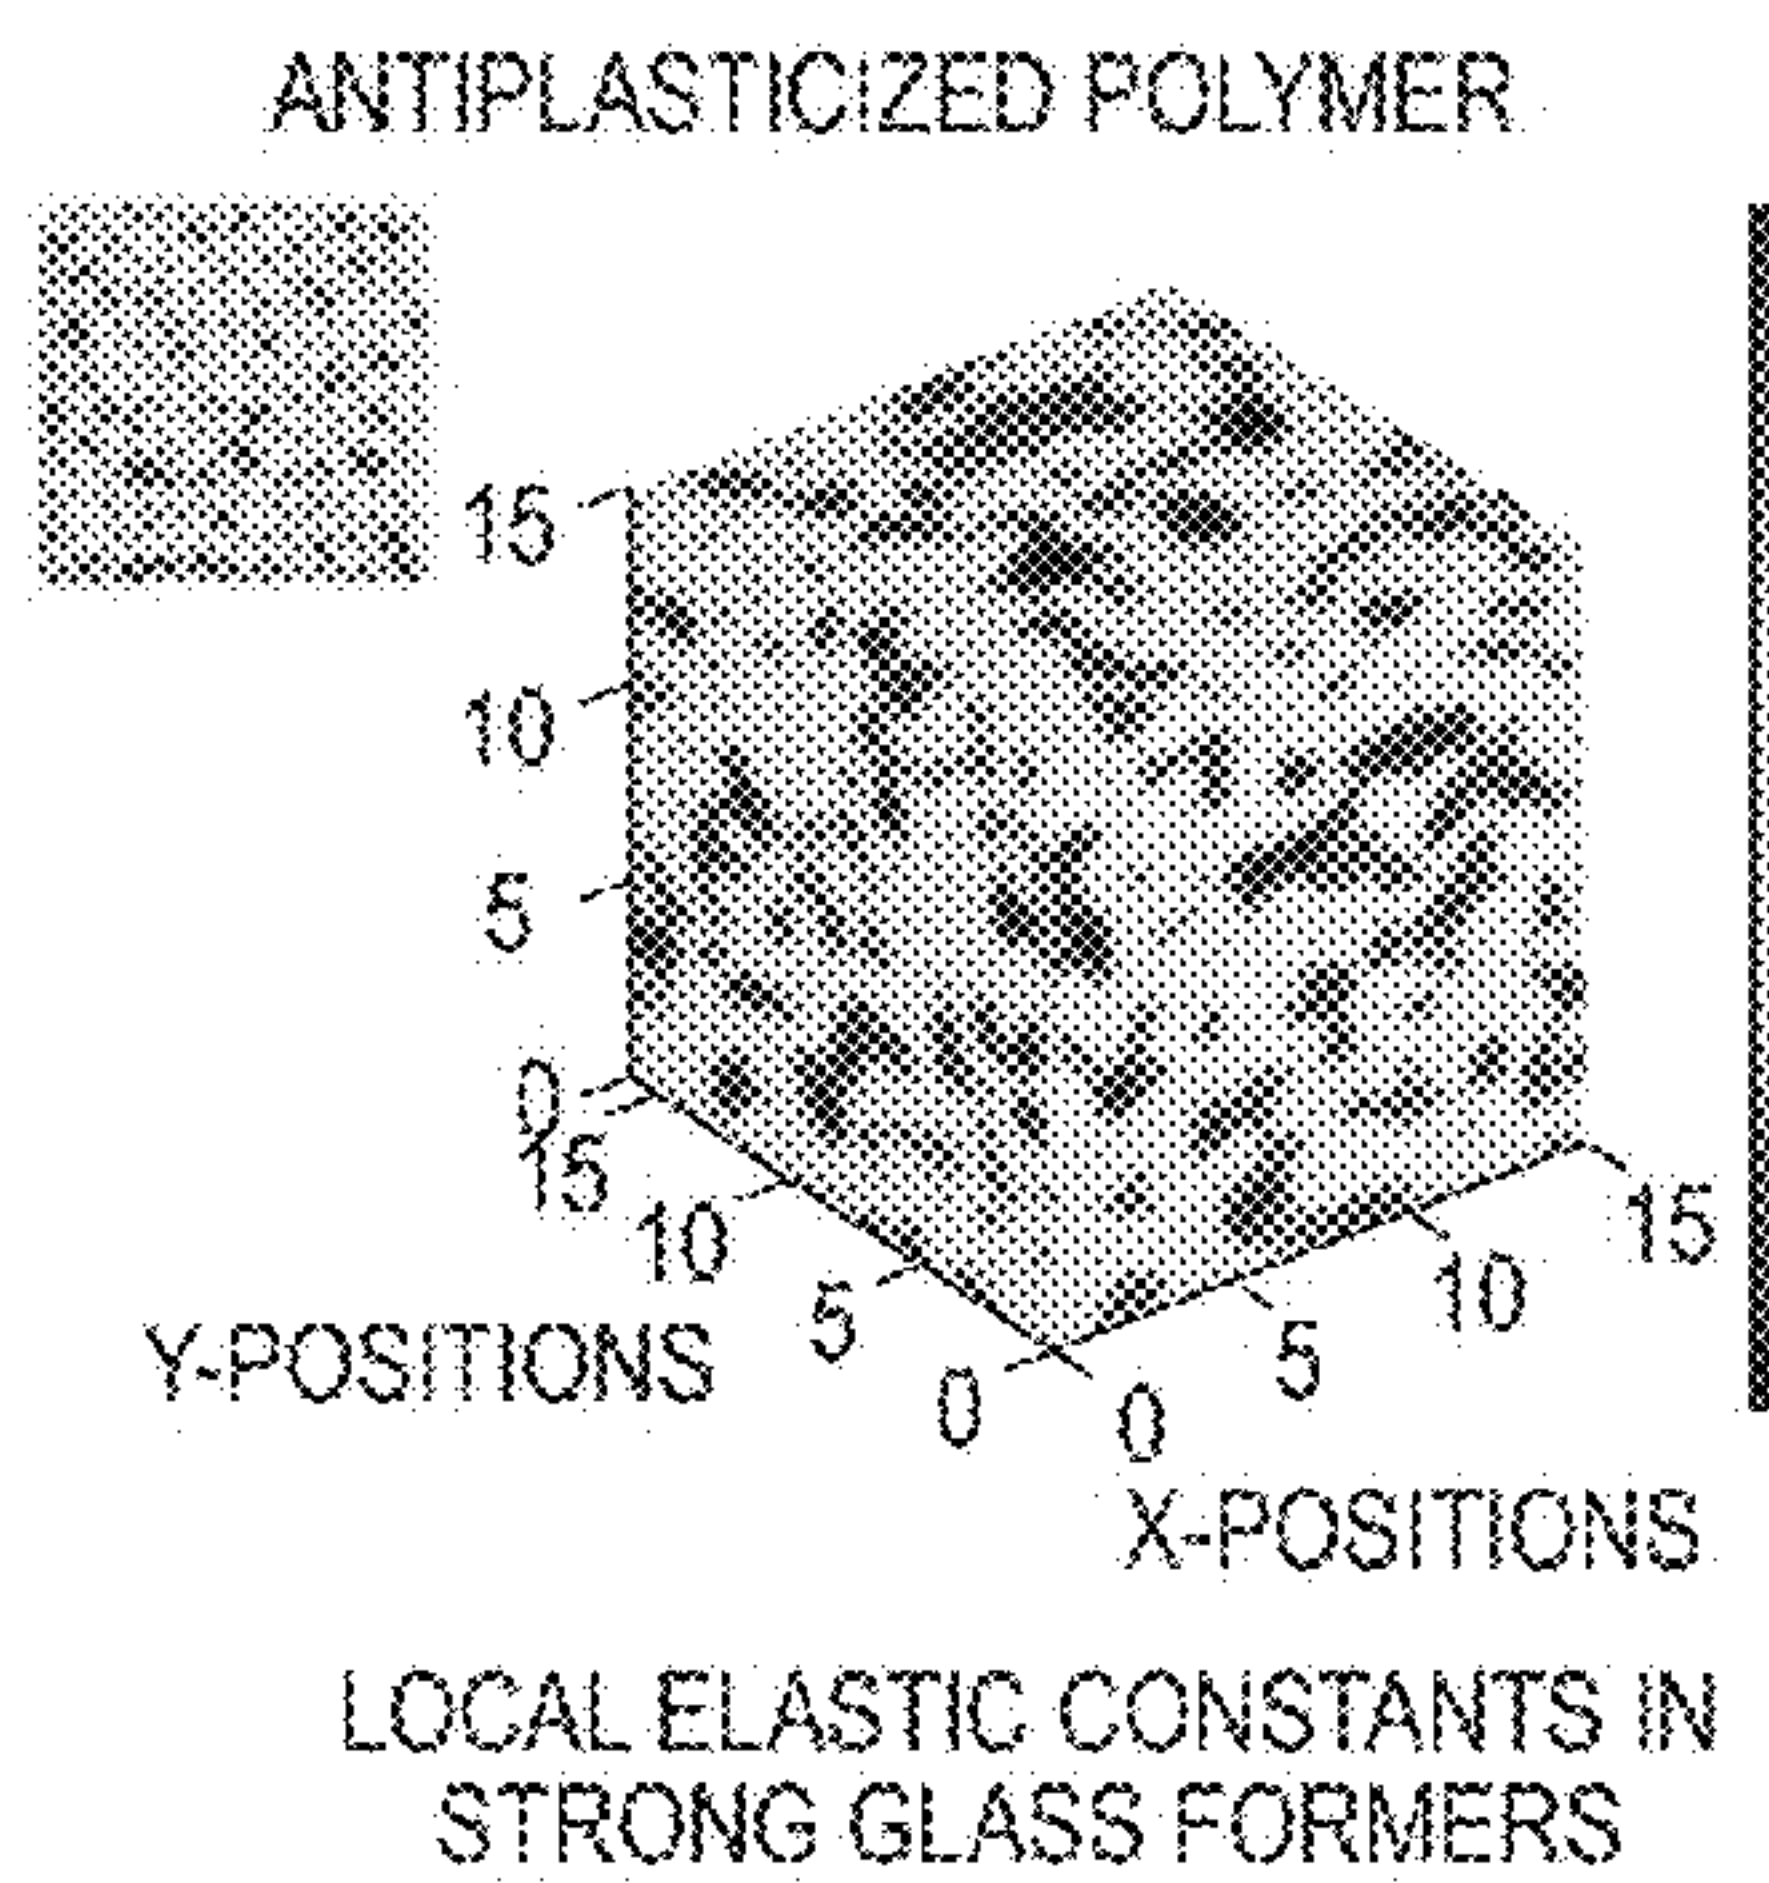 ANTIPLASTICIZED POLYMER
15
10
5
0
15
10
5
0
0
5
10
15
Y-POSITIONS
X-POSITIONS
LOCAL ELASTIC CONSTANTS IN
STRONG GLASS FORMERS